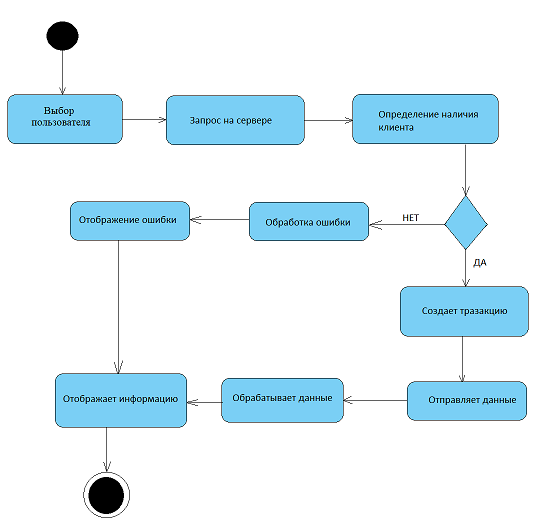 Выбор
пользователя
Запрос на сервере
Определение наличия
клиента
НЕТ
Обработка ошибки
Отображение ошибки
ДА
Создает тразакцию
Отправляет данные
Обрабатывает данные
Отображает информацию